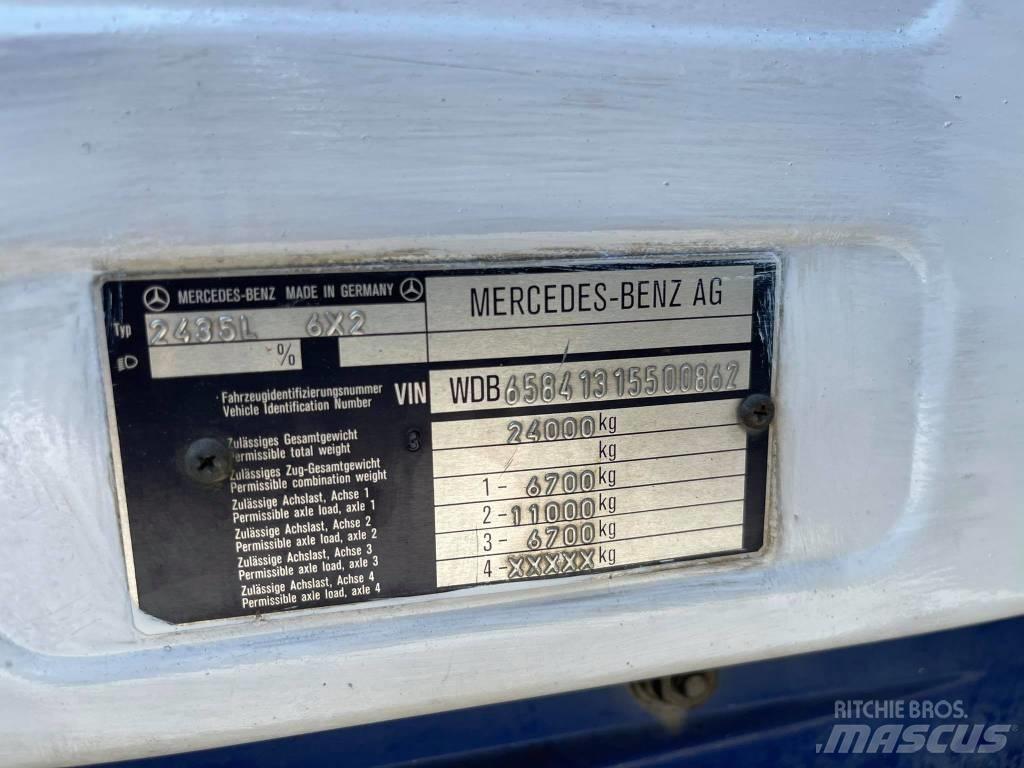 MERCEDES-BENZ MADE IN GERMANY
MERCEDES-BENZ AG
Typ 2435L 6X2
%
Fahrzeugidentifizierungsnummer
Vehicle Identification Number
VIN WDB65841315500862
Zulässiges Gesamtgewicht
Permissible total weight
3
24000 kg
Zulässiges Zug-Gesamtgewicht
Permissible combination weight
kg
Zulässige Achslast, Achse 1
Permissible axle load, axle 1
1- 6700 kg
Zulässige Achslast, Achse 2
Permissible axle load, axle 2
2-11000 kg
Zulässige Achslast, Achse 3
Permissible axle load, axle 3
3- 6700 kg
Zulässige Achslast, Achse 4
Permissible axle load, axle 4
4-XXXXX kg
RITCHIE BROS.
MASCUS